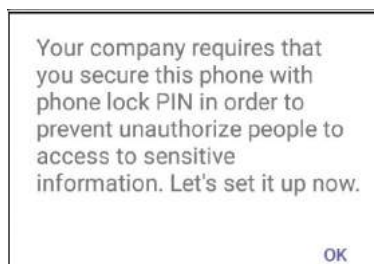 Your company requires that
you secure this phone with
phone lock PIN in order to
prevent unauthorize people to
access to sensitive
information. Let's set it up now.
OK